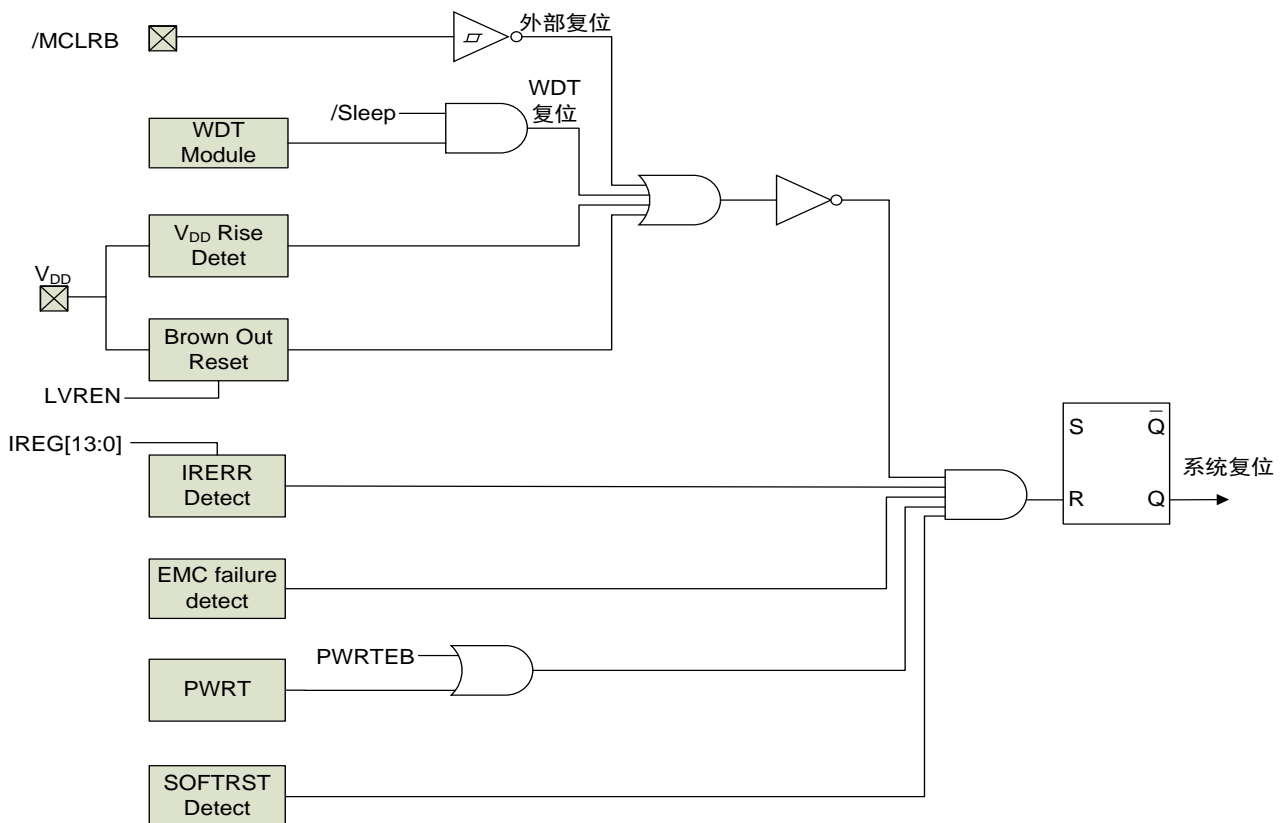 /MCLRB
外部复位
WDT
复位
/Sleep
WDT
Module
VDD Rise
Detet
VDD
Brown Out
Reset
LVREN
IREG[13:0]
IRERR
Detect
S
Q
R
Q
系统复位
EMC failure
detect
PWRTEB
PWRT
SOFTRST
Detect